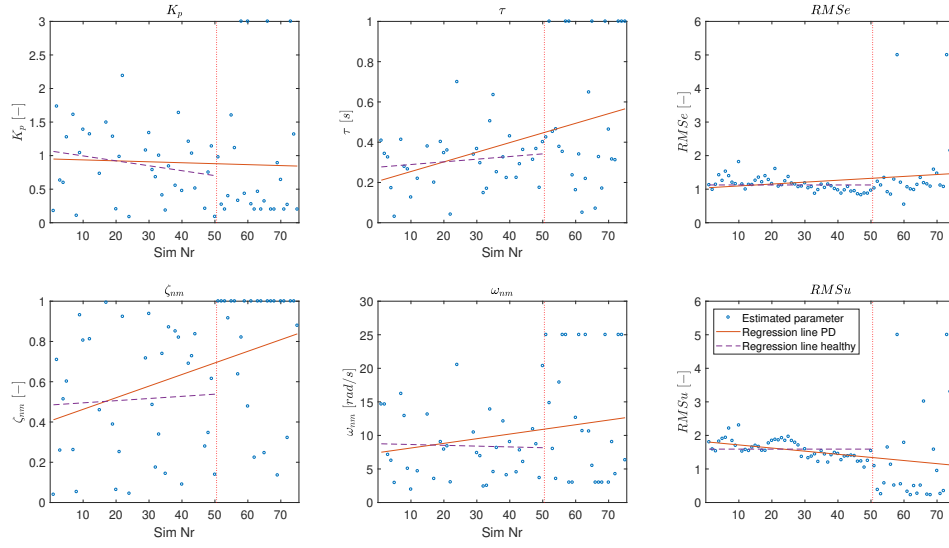 K_p
τ
RMSe
3
2.5
2
1.5
1
0.5
0
K_p [−]
10 20 30 40 50 60 70
Sim Nr
1
0.8
0.6
0.4
0.2
0
τ [s]
10 20 30 40 50 60 70
Sim Nr
6
5
4
3
2
1
0
RMSe [−]
10 20 30 40 50 60 70
Sim Nr
ζ_nm
ω_nm
RMSu
1
0.8
0.6
0.4
0.2
0
ζ_nm [−]
10 20 30 40 50 60 70
Sim Nr
30
25
20
15
10
5
0
ω_nm [rad/s]
10 20 30 40 50 60 70
Sim Nr
6
5
4
3
2
1
0
RMSu [−]
10 20 30 40 50 60 70
Sim Nr
Estimated parameter
Regression line PD
Regression line healthy